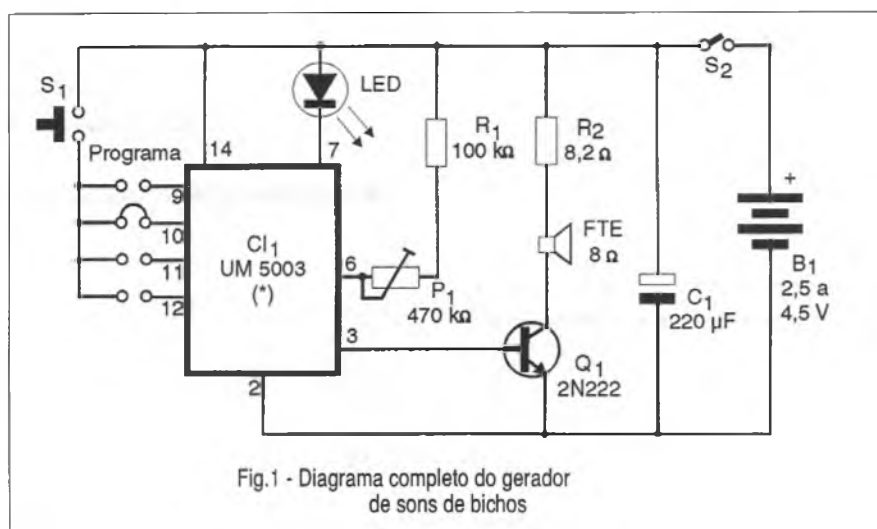 S1
Programa
14
LED
7
9
10
11
12
CI1
UM 5003
(*)
6
3
2
R1
100 kΩ
P1
470 kΩ
R2
8,2 Ω
FTE
8Ω
Q1
2N222
C1
220 µF
S2
+
B1
2,5 a
4,5 V
Fig.1 - Diagrama completo do gerador
de sons de bichos